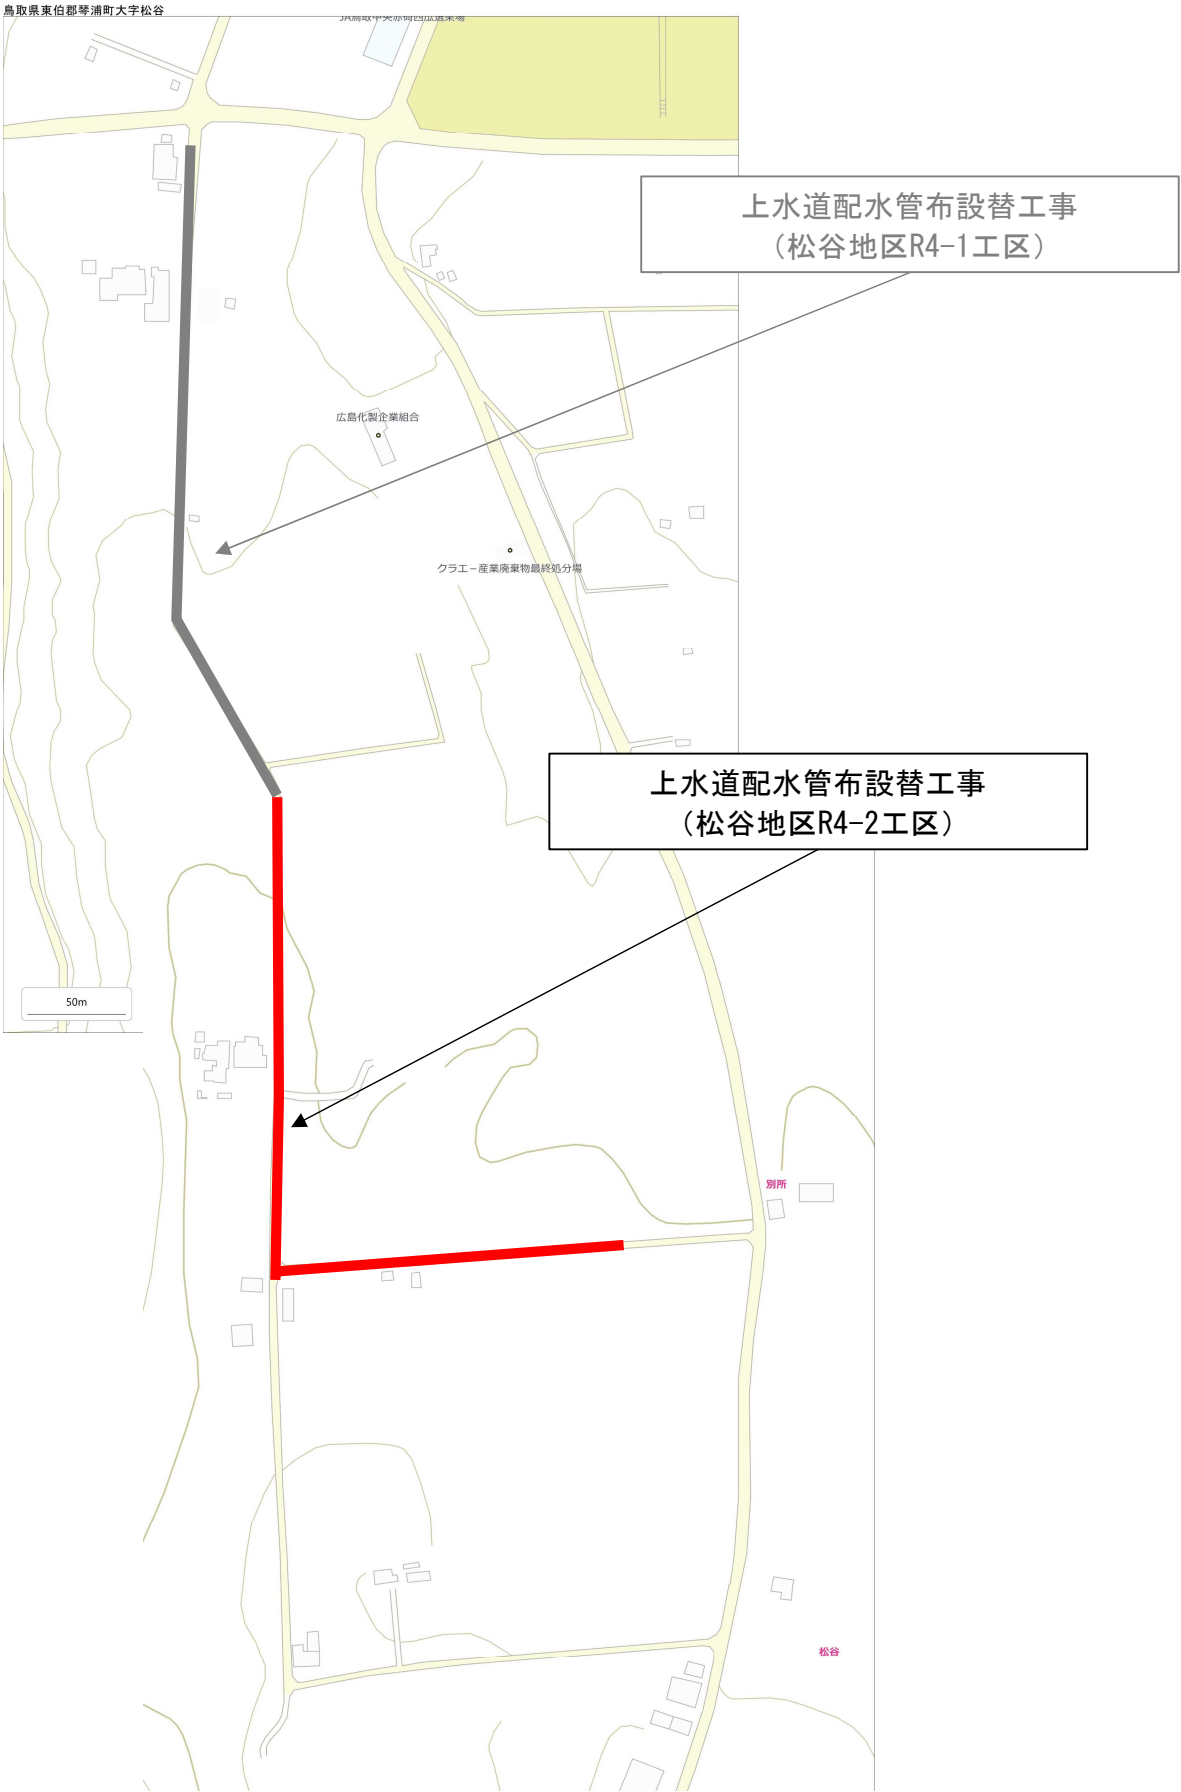 鳥取県東伯郡琴浦町大字松谷
上水道配水管布設替工事
（松谷地区R4-1工区）
広島化製企業組合
クラエー産業廃棄物最終処分場
上水道配水管布設替工事
（松谷地区R4-2工区）
50m
別所
松谷